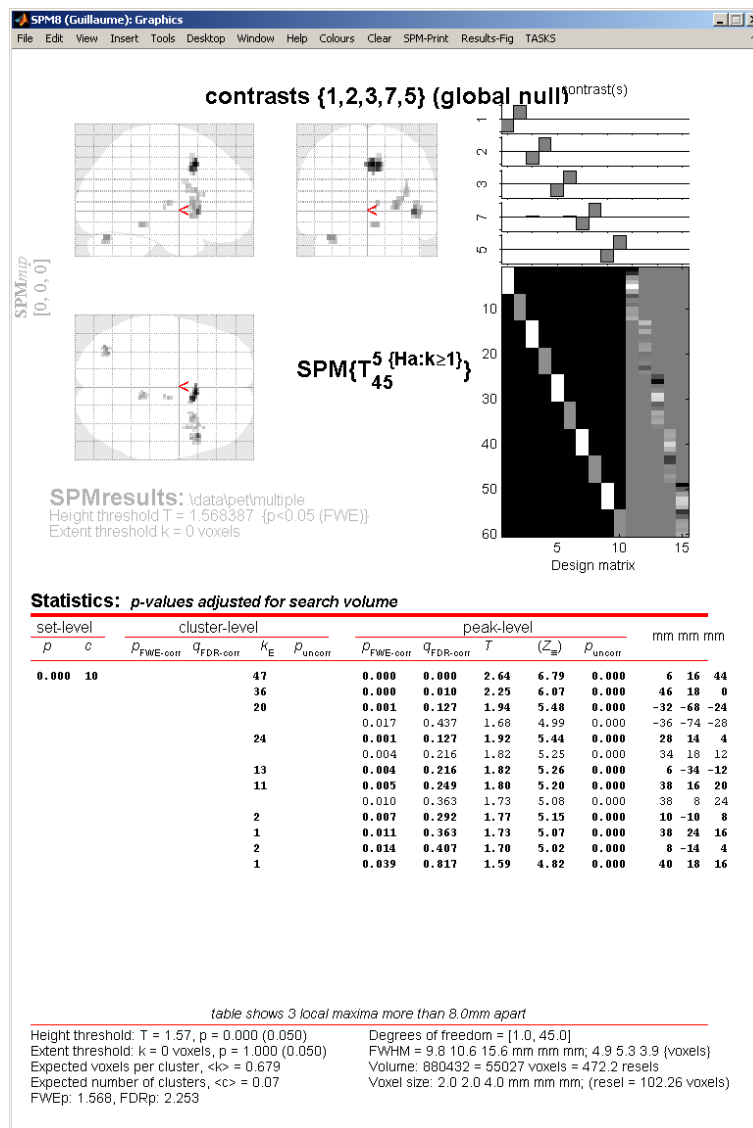 SPM8 (Guillaume): Graphics
File Edit View Insert Tools Desktop Window Help Colours Clear SPM-Print Results-Fig TASKS
contrasts {1,2,3,7,5} (global null)
contrast(s)
1
2
3
7
5
<
<
<
SPMmip
[0, 0, 0]
SPM{T 5 {Ha:k≥1} 45}
10
20
30
40
50
60
5 10 15
Design matrix
SPMresults: .\data\pet\multiple
Height threshold T = 1.568387 {p<0.05 (FWE)}
Extent threshold k = 0 voxels
Statistics: p-values adjusted for search volume
set-level cluster-level peak-level mm mm mm
p c pFWE-corr qFDR-corr kE puncorr pFWE-corr qFDR-corr T (Z≡) puncorr
0.000 10 47 0.000 0.000 2.64 6.79 0.000 6 16 44
36 0.000 0.010 2.25 6.07 0.000 46 18 0
20 0.001 0.127 1.94 5.48 0.000 -32 -68 -24
0.017 0.437 1.68 4.99 0.000 -36 -74 -28
24 0.001 0.127 1.92 5.44 0.000 28 14 4
0.004 0.216 1.82 5.25 0.000 34 18 12
13 0.004 0.216 1.82 5.26 0.000 6 -34 -12
11 0.005 0.249 1.80 5.20 0.000 38 16 20
0.010 0.363 1.73 5.08 0.000 38 8 24
2 0.007 0.292 1.77 5.15 0.000 10 -10 8
1 0.011 0.363 1.73 5.07 0.000 38 24 16
2 0.014 0.407 1.70 5.02 0.000 8 -14 4
1 0.039 0.817 1.59 4.82 0.000 40 18 16
table shows 3 local maxima more than 8.0mm apart
Height threshold: T = 1.57, p = 0.000 (0.050)
Extent threshold: k = 0 voxels, p = 1.000 (0.050)
Expected voxels per cluster, <k> = 0.679
Expected number of clusters, <c> = 0.07
FWEp: 1.568, FDRp: 2.253
Degrees of freedom = [1.0, 45.0]
FWHM = 9.8 10.6 15.6 mm mm mm; 4.9 5.3 3.9 {voxels}
Volume: 880432 = 55027 voxels = 472.2 resels
Voxel size: 2.0 2.0 4.0 mm mm mm; (resel = 102.26 voxels)